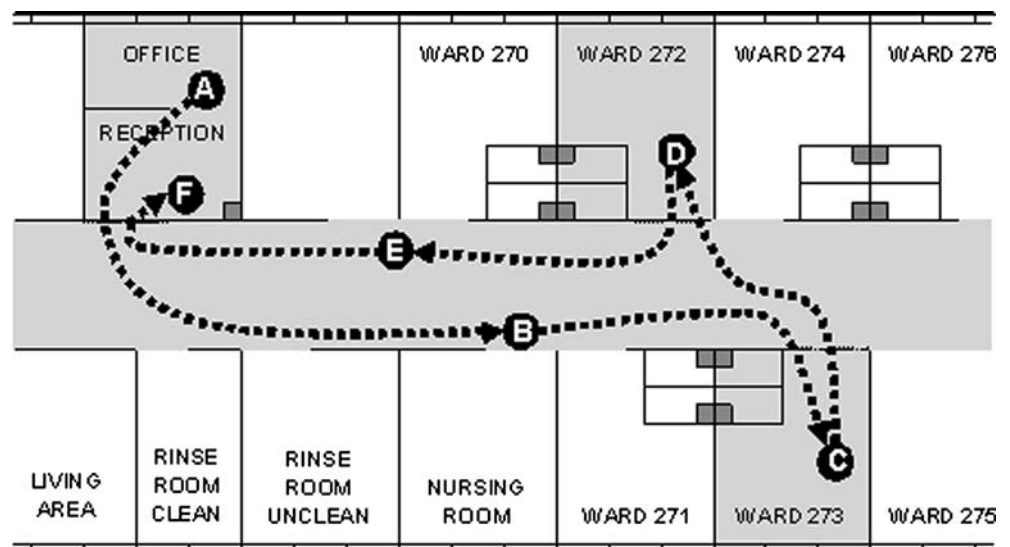 OFFICE
WARD 270
WARD 272
WARD 274
WARD 276
A
RECEPTION
D
F
E
B
C
LIVING
AREA
RINSE
ROOM
CLEAN
RINSE
ROOM
UNCLEAN
NURSING
ROOM
WARD 271
WARD 273
WARD 275